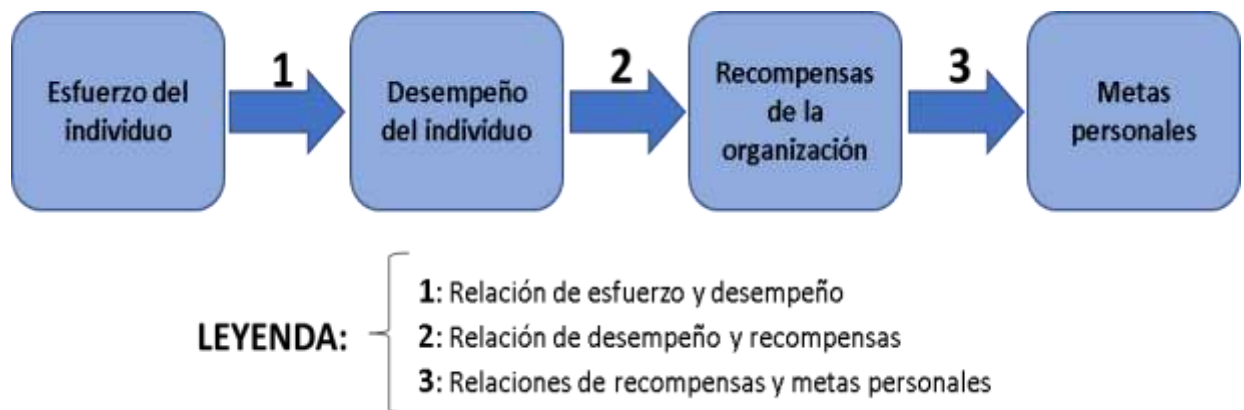 Esfuerzo del
individuo
1
Desempeño
del individuo
2
Recompensas
de la
organización
3
Metas
personales
LEYENDA:
1: Relación de esfuerzo y desempeño
2: Relación de desempeño y recompensas
3: Relaciones de recompensas y metas personales